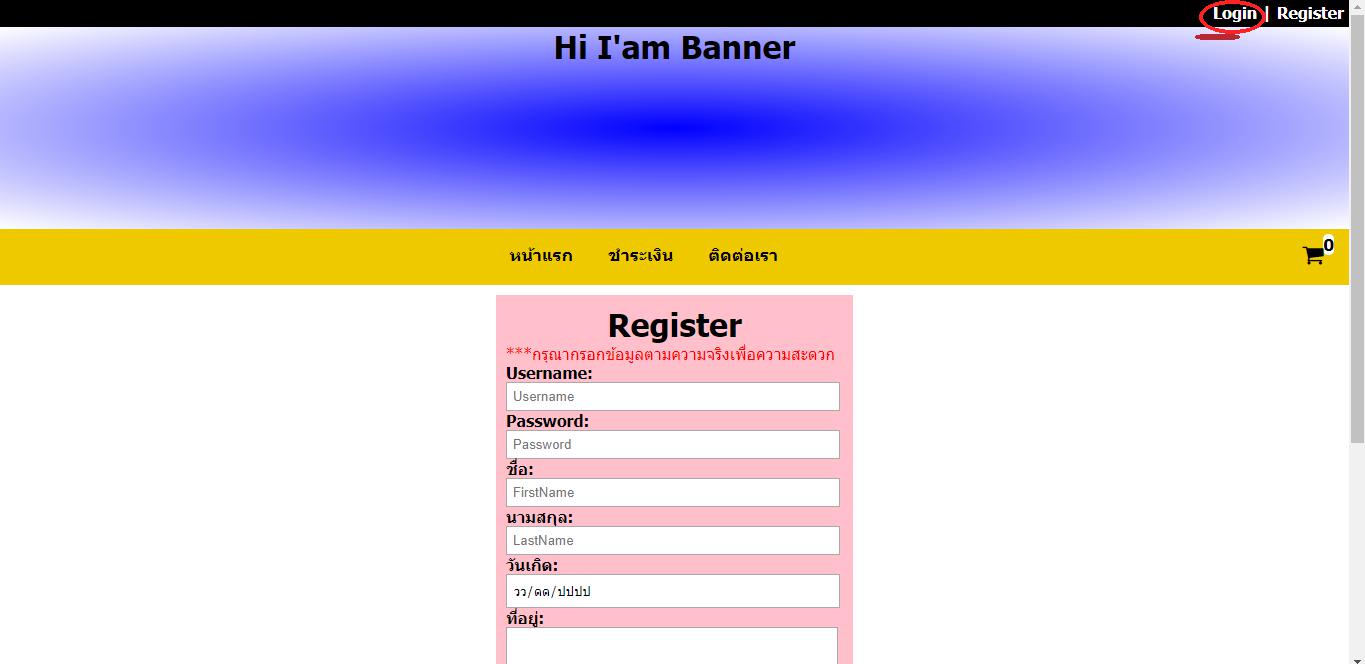 Login | Register
Hi I'am Banner
หน้าแรก ชำระเงิน ติดต่อเรา 0
Register
***กรุณากรอกข้อมูลตามความจริงเพื่อความสะดวก
Username:
Username
Password:
Password
ชื่อ:
FirstName
นามสกุล:
LastName
วันเกิด:
วว/ดด/ปปปป
ที่อยู่: